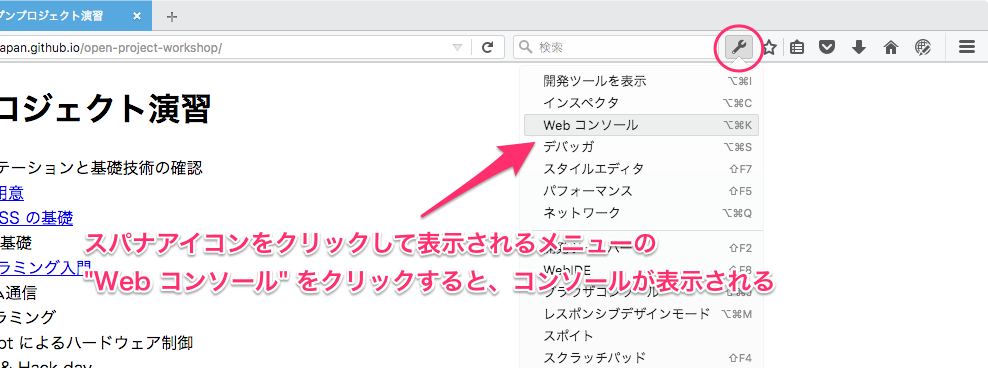 プンプロジェクト演習
apan.github.io/open-project-workshop/
検索
ロジェクト演習
テーションと基礎技術の確認
用意
SS の基礎
基礎
ラミング入門
ム通信
ラミング
ot によるハードウェア制御
& Hack day
開発ツールを表示 ⌥⌘I
インスペクタ ⌥⌘C
Web コンソール ⌥⌘K
デバッガ ⌥⌘S
スタイルエディタ ⇧F7
パフォーマンス ⇧F5
ネットワーク ⌥⌘Q
スパナアイコンをクリックして表示されるメニューの
"Web コンソール" をクリックすると、コンソールが表示される
⇧F2
WebIDE ⇧F8
ブラウザコンソール ⇧⌘J
レスポンシブデザインモード ⌥⌘M
スポイト
スクラッチパッド ⇧F4